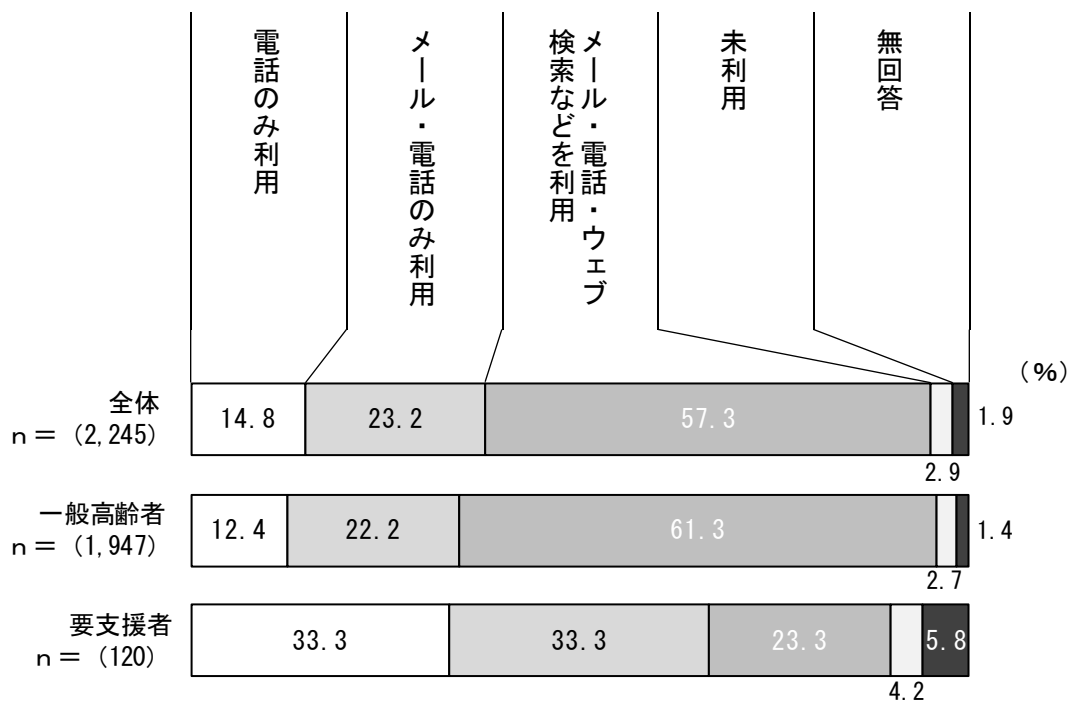 電話のみ利用
メール・電話のみ利用
メール・電話・ウェブ
検索などを利用
未利用
無回答
（％）
全体
ｎ＝（2,245）
14.8
23.2
57.3
2.9
1.9
一般高齢者
ｎ＝（1,947）
12.4
22.2
61.3
2.7
1.4
要支援者
ｎ＝（120）
33.3
33.3
23.3
4.2
5.8